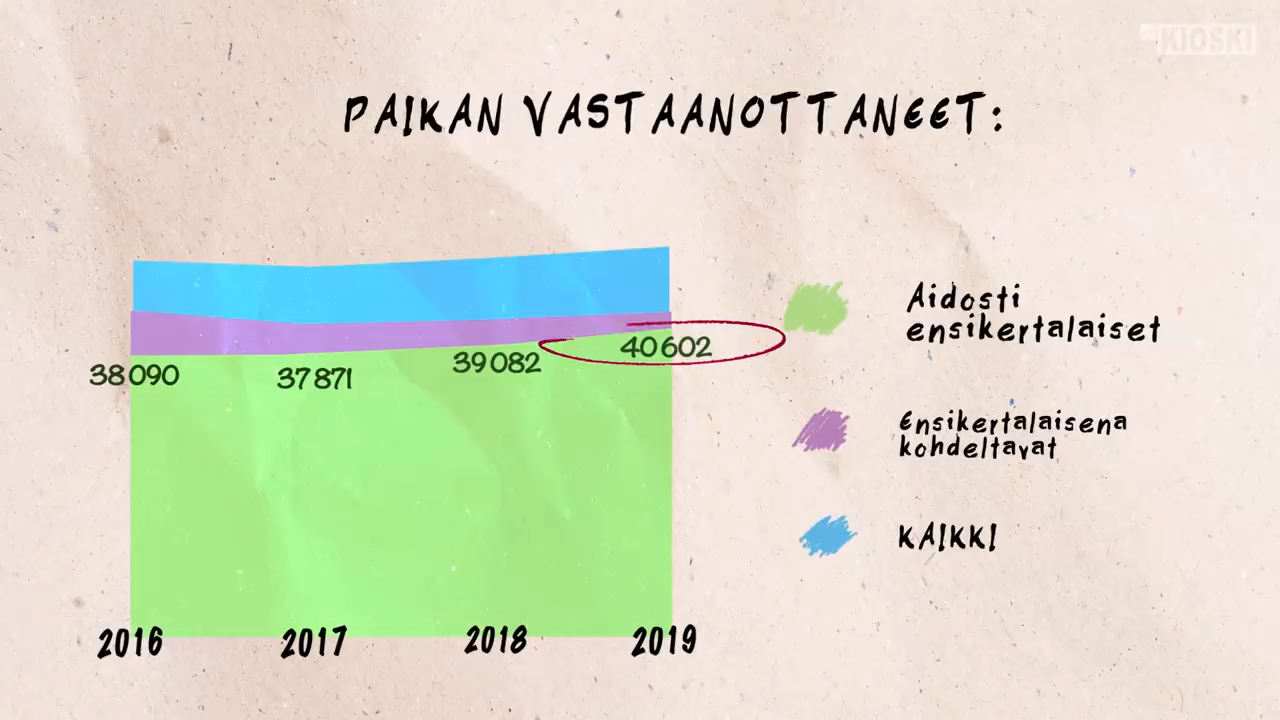 KIOSKI
PAIKAN VASTAANOTTANEET:
38090
37871
39082
40602
2016
2017
2018
2019
Aidosti
ensikertalaiset
Ensikertalaisena
kohdeltavat
KAIKKI